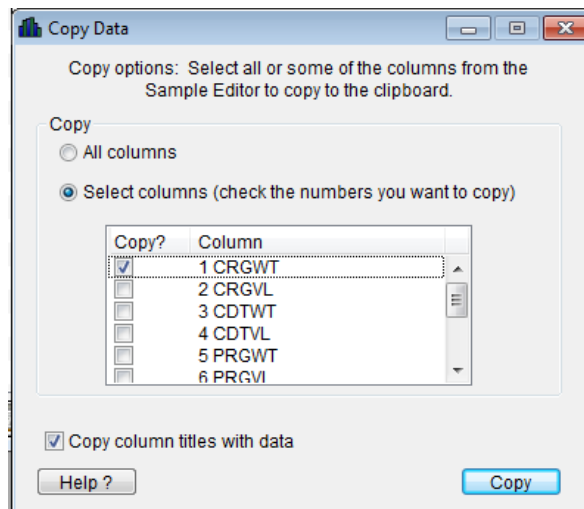 Copy Data
Copy options: Select all or some of the columns from the
Sample Editor to copy to the clipboard.
Copy
All columns
Select columns (check the numbers you want to copy)
Copy? Column
1 CRGWT
2 CRGVL
3 CDTWT
4 CDTVL
5 PRGWT
6 PRGVL
Copy column titles with data
Help ? Copy